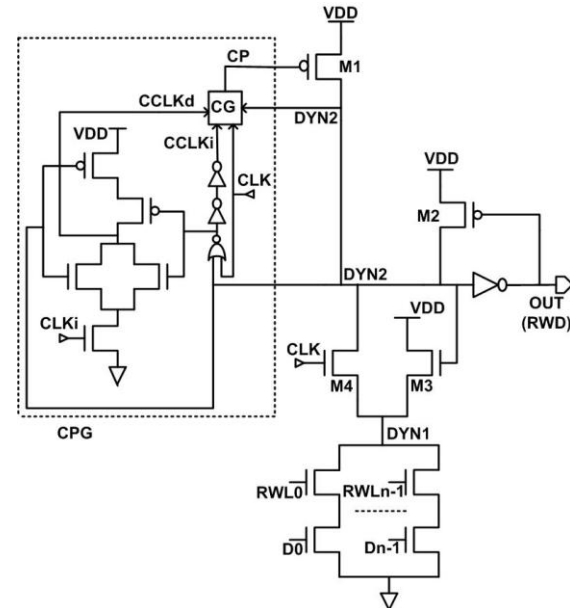 VDD
CP
M1
CCLKd
CG
DYN2
VDD
CCLKi
CLK
VDD
M2
DYN2
OUT
(RWD)
VDD
CLKi
CLK
M4
M3
CPG
DYN1
RWL0
RWLn-1
D0
Dn-1